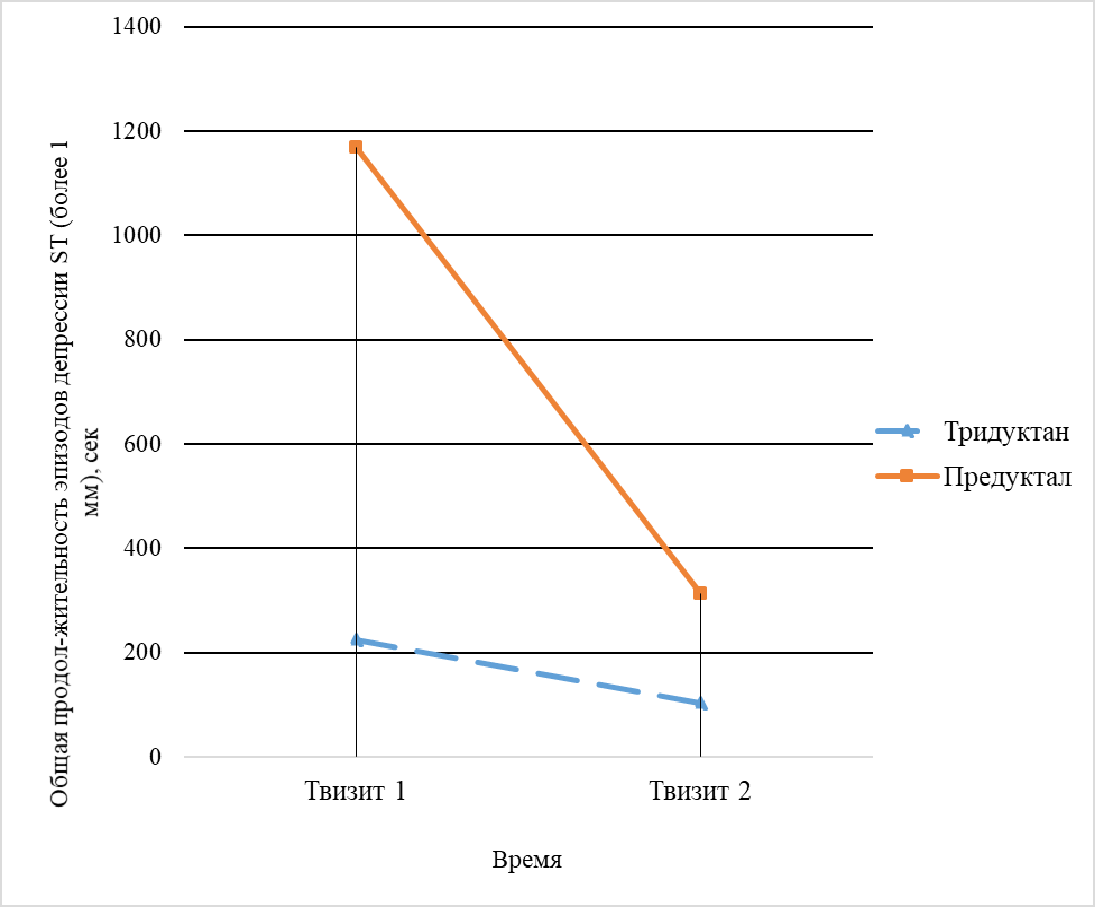 1400
1200
1000
800
600
400
200
0
Общая продол-жительность эпизодов депрессии ST (более 1
мм), сек
Твизит 1
Твизит 2
Время
Тридуктан
Предуктал